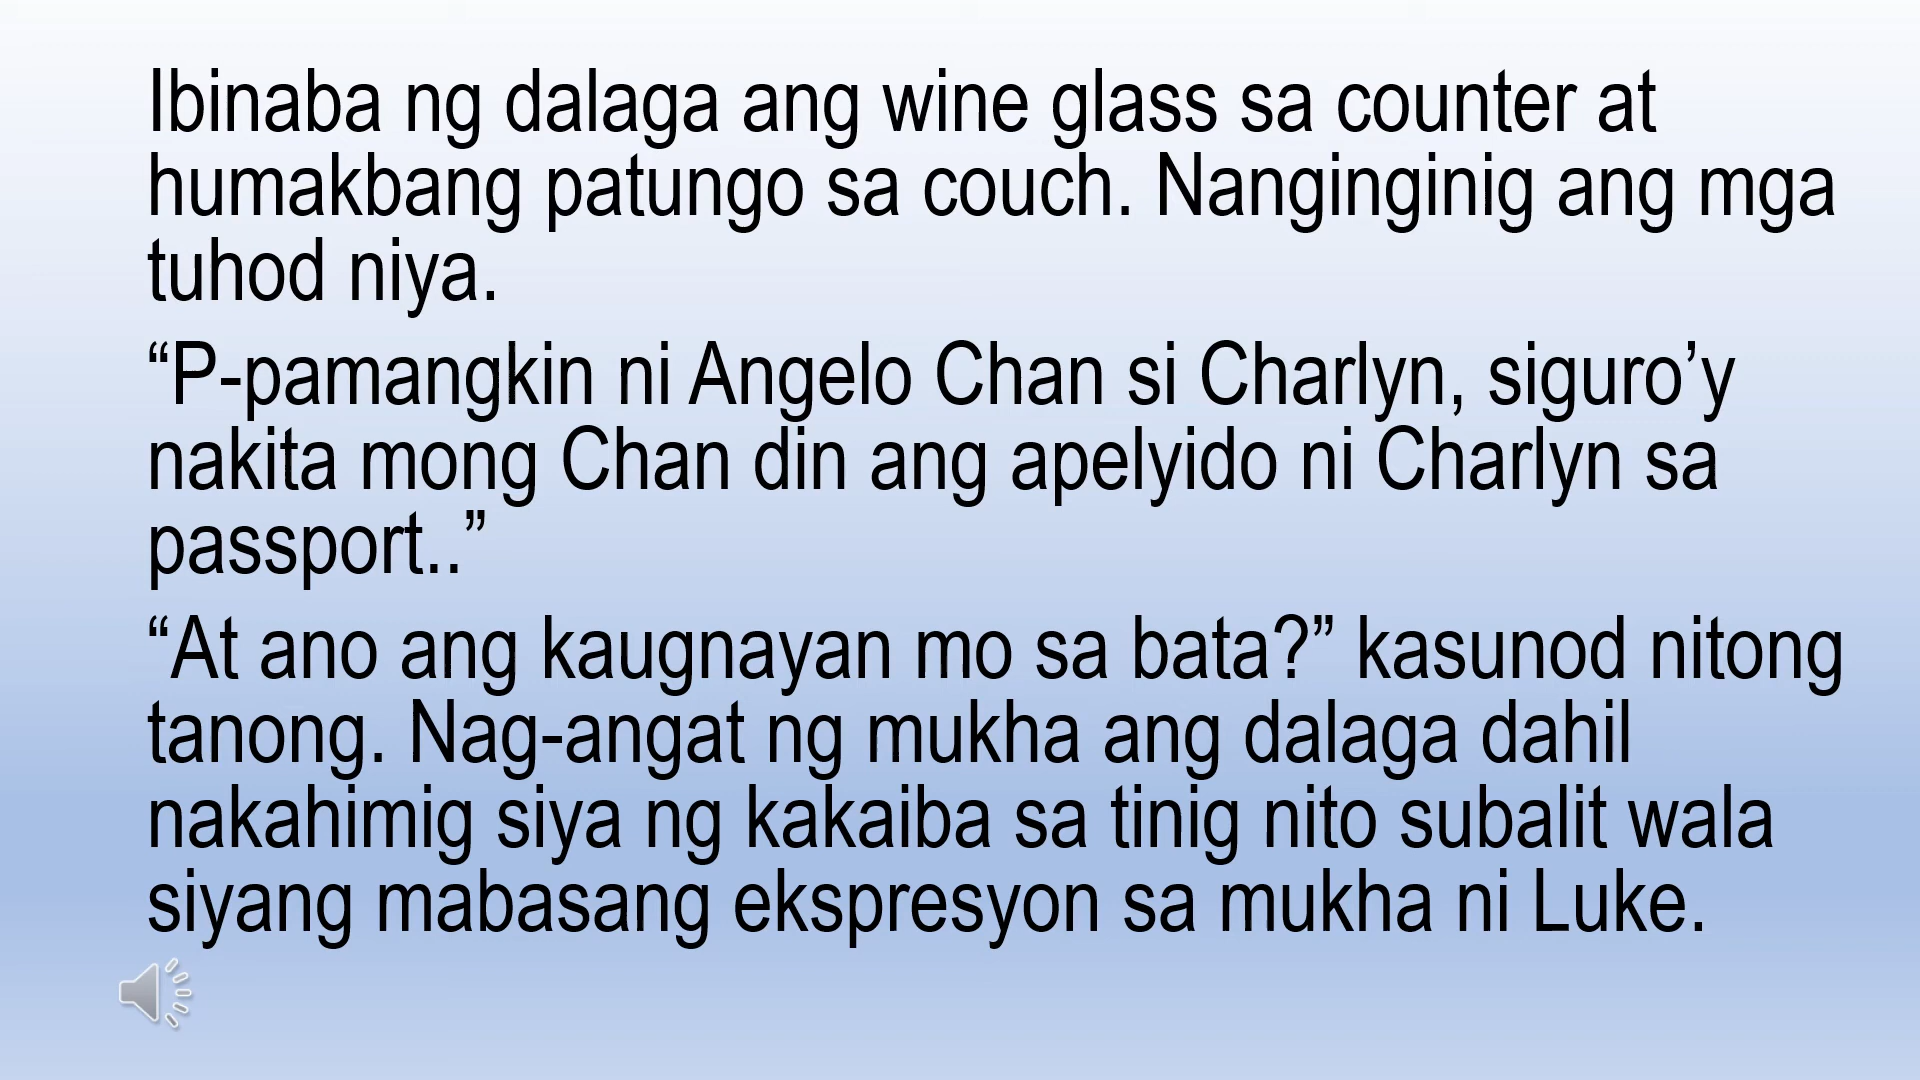 Ibinaba ng dalaga ang wine glass sa counter at
humakbang patungo sa couch. Nanginginig ang mga
tuhod niya.
“P-pamangkin ni Angelo Chan si Charlyn, siguro’y
nakita mong Chan din ang apelyido ni Charlyn sa
passport..”
“At ano ang kaugnayan mo sa bata?” kasunod nitong
tanong. Nag-angat ng mukha ang dalaga dahil
nakahimig siya ng kakaiba sa tinig nito subalit wala
siyang mabasang ekspresyon sa mukha ni Luke.